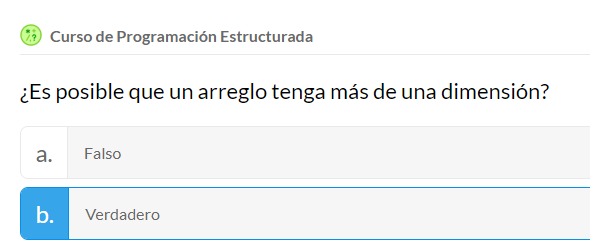 Curso de Programación Estructurada
¿Es posible que un arreglo tenga más de una dimensión?
a. Falso
b. Verdadero